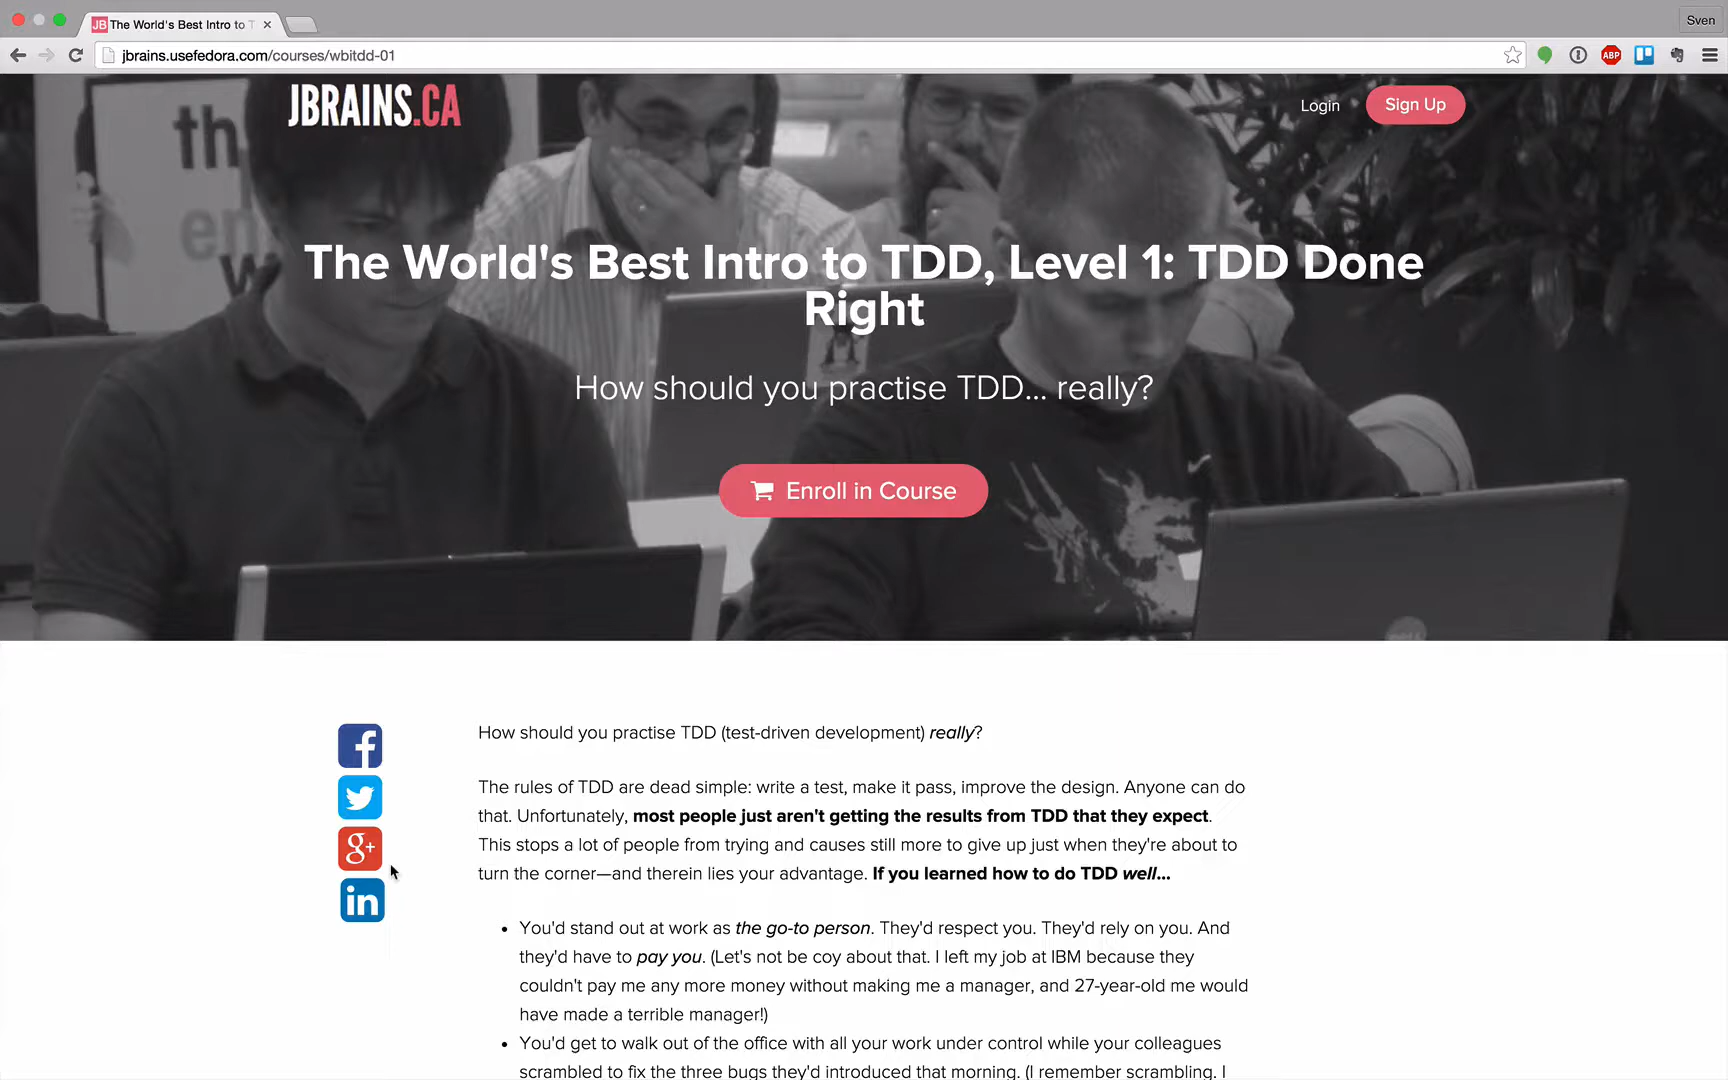 The World's Best Intro to T
Sven
jbrains.usefedora.com/courses/wbitdd-01
ABP
JBRAINS.CA
Login
Sign Up
The World's Best Intro to TDD, Level 1: TDD Done
Right
How should you practise TDD... really?
Enroll in Course
How should you practise TDD (test-driven development) really?
The rules of TDD are dead simple: write a test, make it pass, improve the design. Anyone can do
that. Unfortunately, most people just aren't getting the results from TDD that they expect.
This stops a lot of people from trying and causes still more to give up just when they're about to
turn the corner—and therein lies your advantage. If you learned how to do TDD well...
• You'd stand out at work as the go-to person. They'd respect you. They'd rely on you. And
they'd have to pay you. (Let's not be coy about that. I left my job at IBM because they
couldn't pay me any more money without making me a manager, and 27-year-old me would
have made a terrible manager!)
• You'd get to walk out of the office with all your work under control while your colleagues
scrambled to fix the three bugs they'd introduced that morning. (I remember scrambling. I